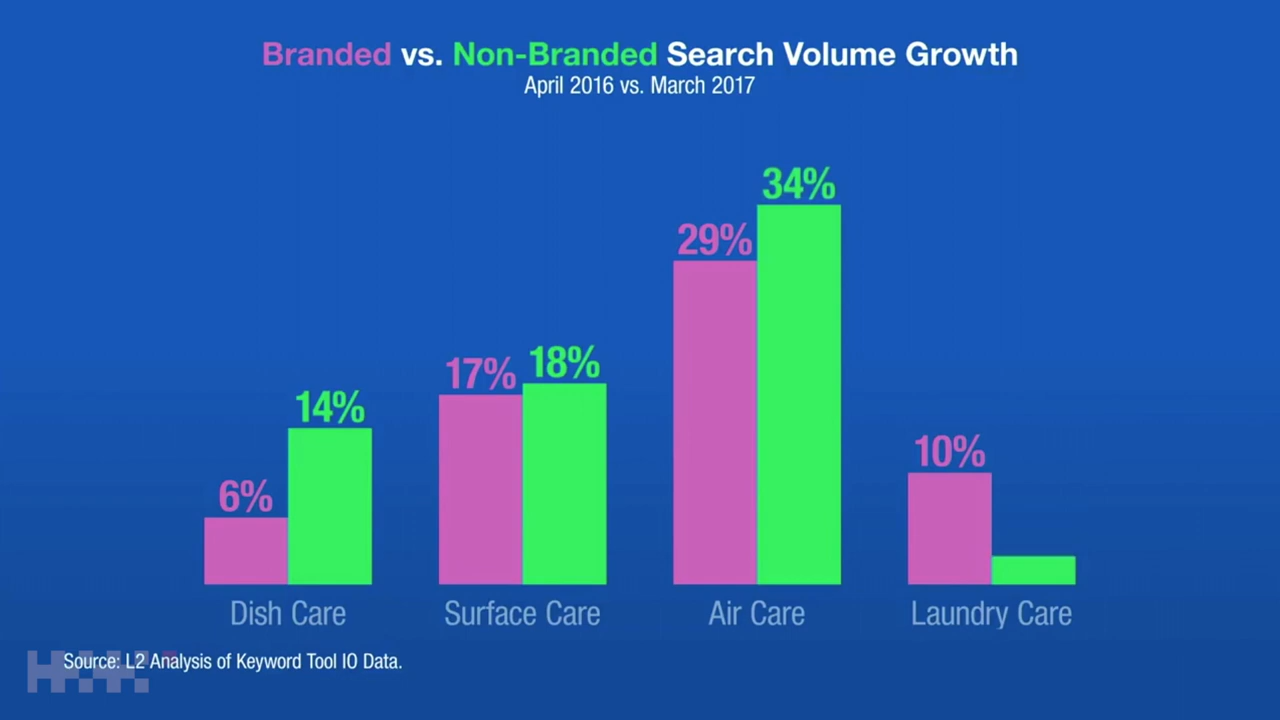 Branded vs. Non-Branded Search Volume Growth
April 2016 vs. March 2017
34%
29%
17% 18%
14%
10%
6%
Dish Care Surface Care Air Care Laundry Care
Source: L2 Analysis of Keyword Tool IO Data.